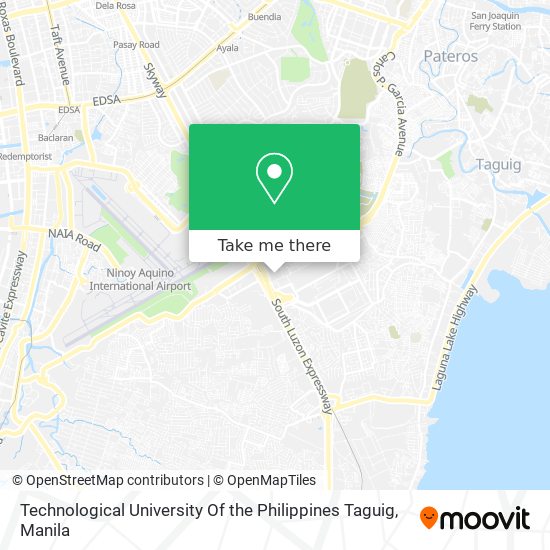 Roxas Boulevard
Taft Avenue
Dela Rosa
Buendia
Pasay Road
Ayala
Skyway
San Joaquin
Ferry Station
Pateros
EDSA
EDSA
Carlos P. Garcia Avenue
Baclaran
Redemptorist
Taguig
NAIA Road
Take me there
Ninoy Aquino
International Airport
Cavite Expressway
South Luzon Expressway
Laguna Lake Highway
© OpenStreetMap contributors | © OpenMapTiles
Technological University Of the Philippines Taguig,
Manila
moovit